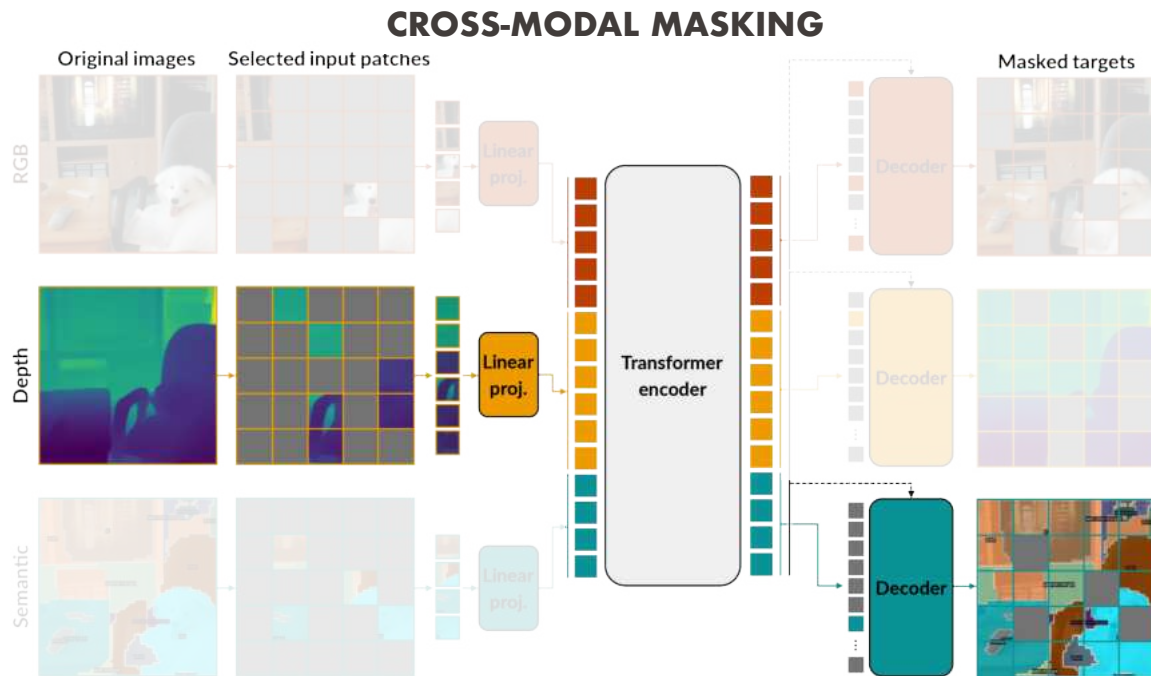 CROSS-MODAL MASKING
Original images
Selected input patches
Masked targets
RGB
Linear
proj.
Decoder
Depth
Linear
proj.
Transformer
encoder
Decoder
Semantic
Linear
proj.
Decoder